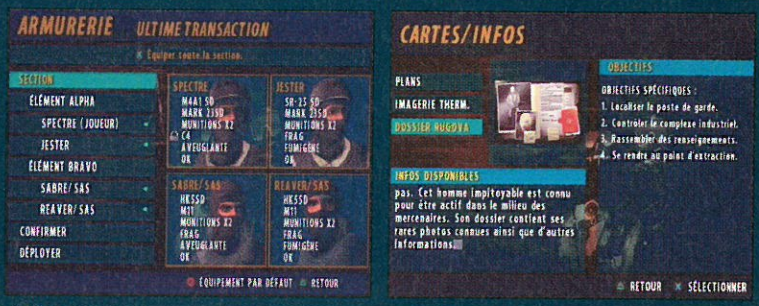 ARMURERIE ULTIME TRANSACTION
Equiper toute la section.
SECTION
ÉLÉMENT ALPHA
SPECTRE (JOUEUR)
JESTER
ÉLÉMENT BRAVO
SABRE/SAS
REAVER/SAS
CONFIRMER
DÉPLOYER
SPECTRE
M4A1 SD
MARK 23SD
MUNITIONS X2
C4
AVEUGLANTE
OK
JESTER
SR-25 SD
MARK 23SD
MUNITIONS X2
FRAG
FUMIGÈNE
OK
SABRE/SAS
HK5SD
M11
MUNITIONS X2
FRAG
AVEUGLANTE
OK
REAVER/SAS
HK5SD
M11
MUNITIONS X2
FRAG
FUMIGÈNE
OK
ÉQUIPEMENT PAR DÉFAUT RETOUR
CARTES/INFOS
PLANS
IMAGERIE THERM.
DOSSIER RUGOVA
OBJECTIFS
OBJECTIFS SPÉCIFIQUES :
1. Localiser le poste de garde.
2. Contrôler le complexe industriel.
3. Rassembler des renseignements.
4. Se rendre au point d'extraction.
INFOS DISPONIBLES
pas. Cet homme impitoyable est connu
pour être actif dans le milieu des
mercenaires. Son dossier contient ses
rares photos connues ainsi que d'autres
informations.
RETOUR SÉLECTIONNER